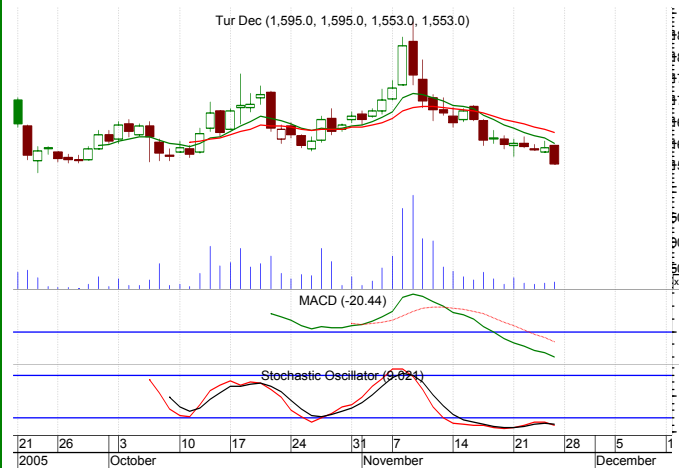 Tur Dec (1,595.0, 1,595.0, 1,553.0, 1,553.0)
MACD (-20.44)
Stochastic Oscillator (9.021)
21 26 3 10 17 24 31 7 14 21 28 5 1
2005 October November December